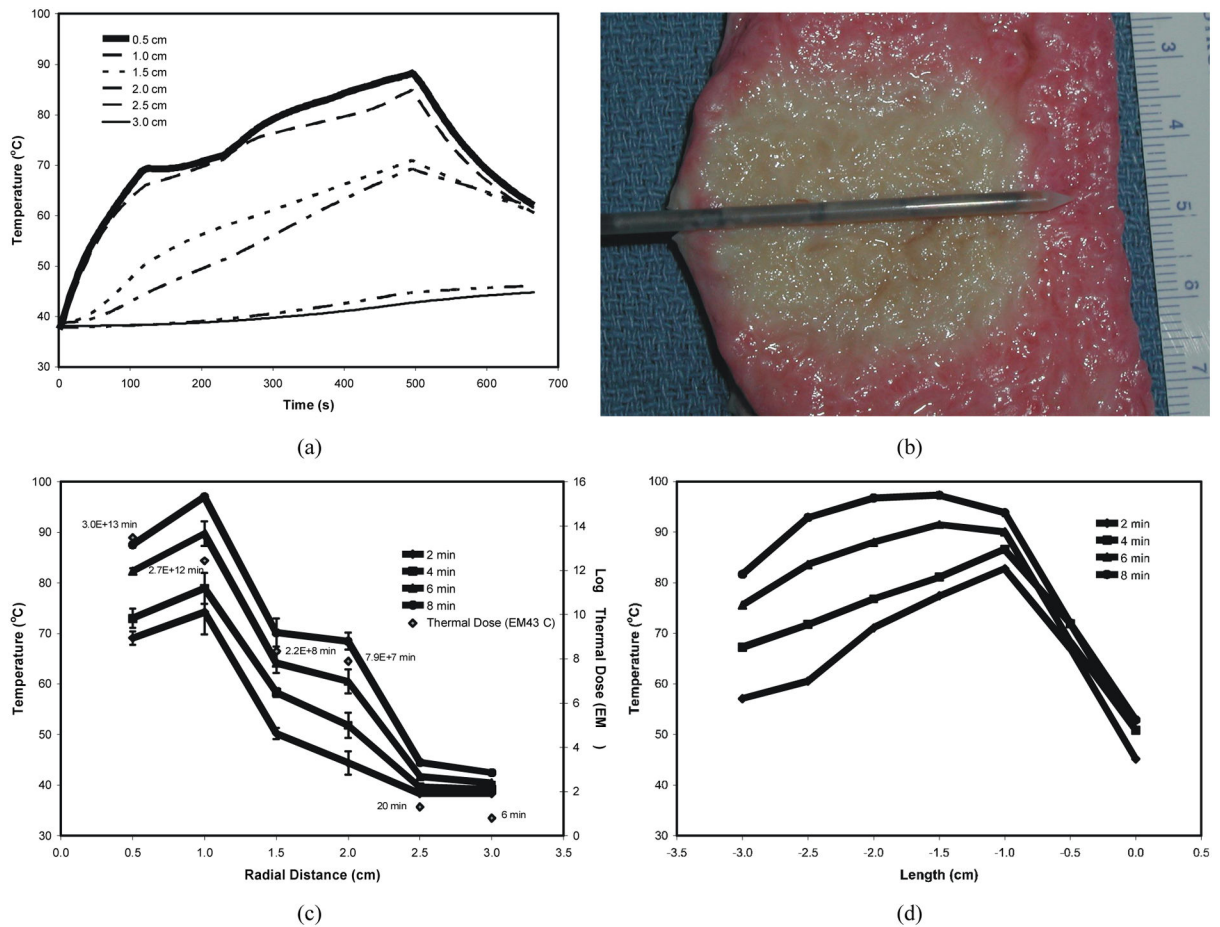 100
90
80
70
60
50
40
30
Temperature (°C)
0.5 cm
1.0 cm
1.5 cm
2.0 cm
2.5 cm
3.0 cm
0 100 200 300 400 500 600 700
Time (s)
(a)
3
4
5
6
7
(b)
100
90
80
70
60
50
40
30
Temperature (°C)
3.0E+13 min
2.7E+12 min
2.2E+8 min
7.9E+7 min
20 min
6 min
2 min
4 min
6 min
8 min
Thermal Dose (EM43 C)
16
14
12
10
8
6
4
2
0
Log Thermal Dose (EM )
0.0 0.5 1.0 1.5 2.0 2.5 3.0 3.5
Radial Distance (cm)
(c)
100
90
80
70
60
50
40
30
Temperature (°C)
2 min
4 min
6 min
8 min
-3.5 -3.0 -2.5 -2.0 -1.5 -1.0 -0.5 0.0 0.5
Length (cm)
(d)